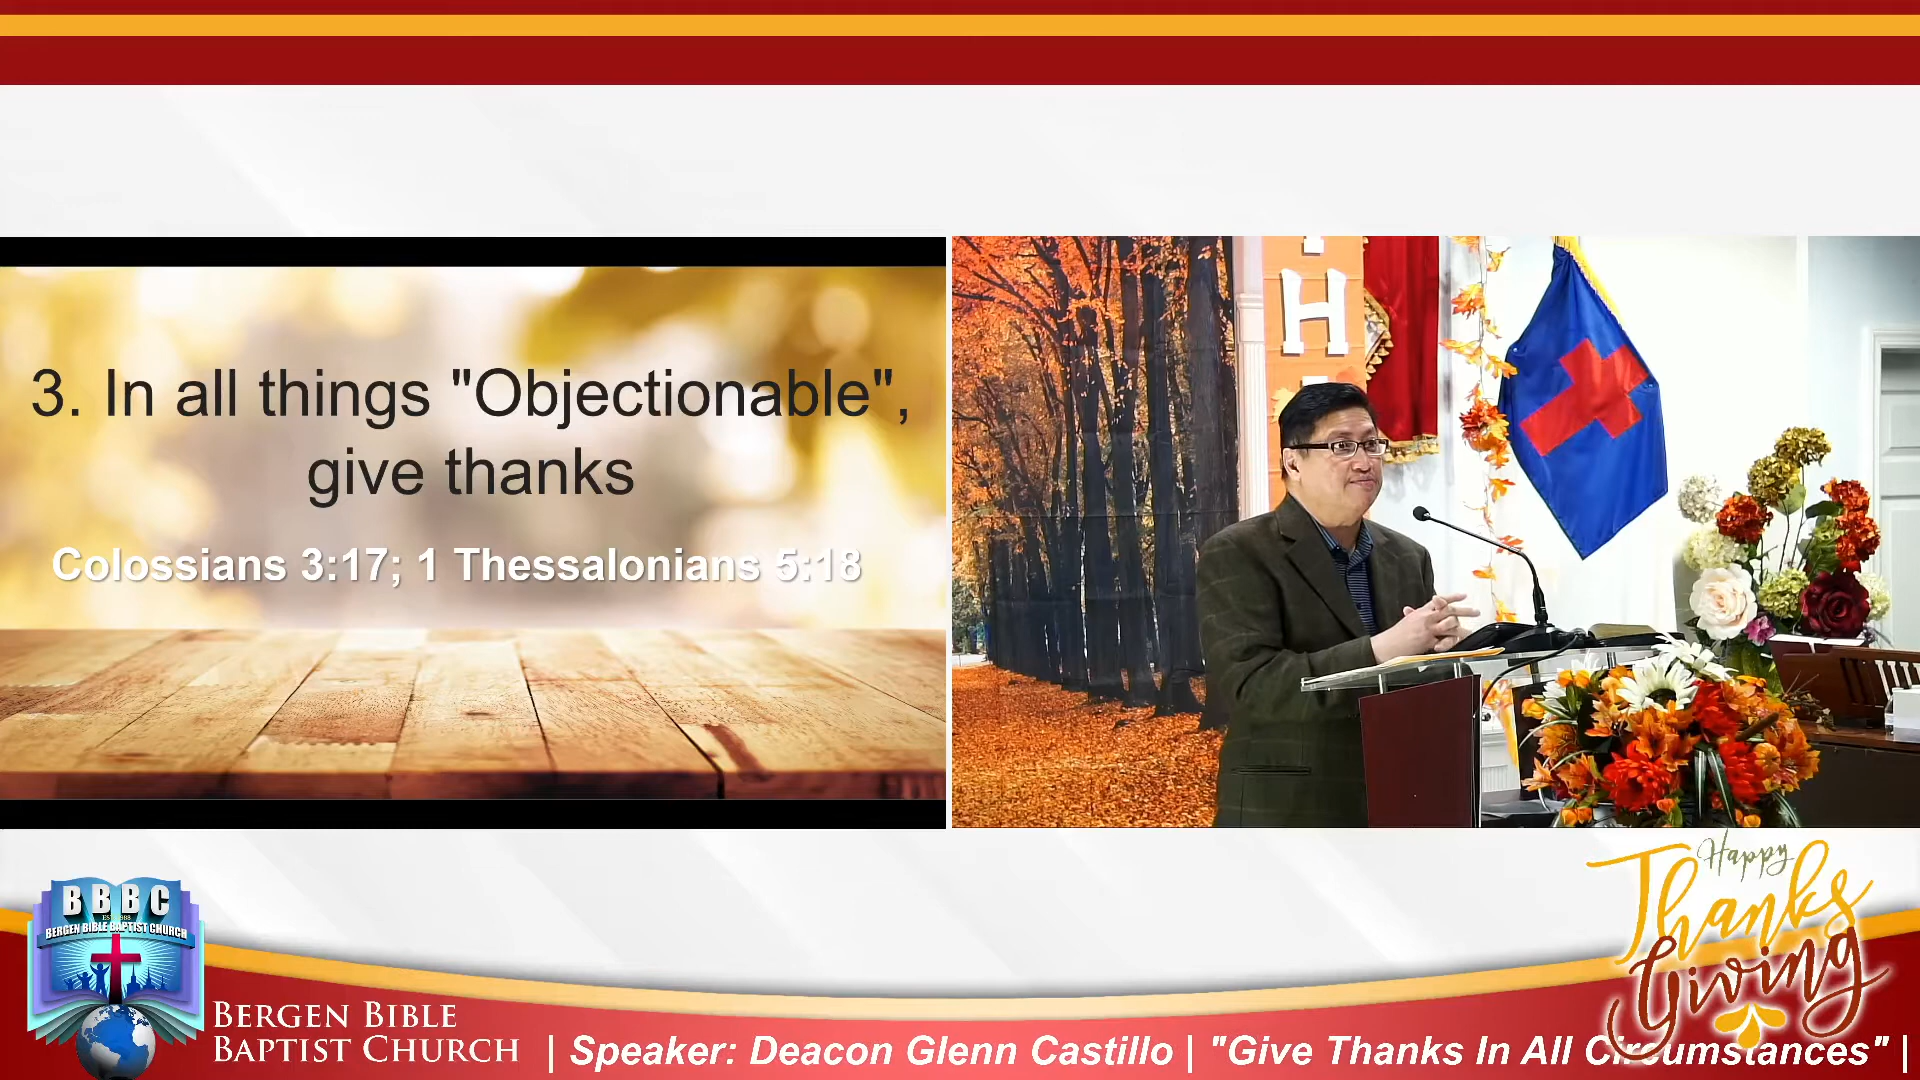 3. In all things "Objectionable",
give thanks
Colossians 3:17; 1 Thessalonians 5:18
H
B B B C
BERGEN BIBLE BAPTIST CHURCH
BERGEN BIBLE
BAPTIST CHURCH
| Speaker: Deacon Glenn Castillo | "Give Thanks In All Circumstances" |
Happy
Thanks
Giving